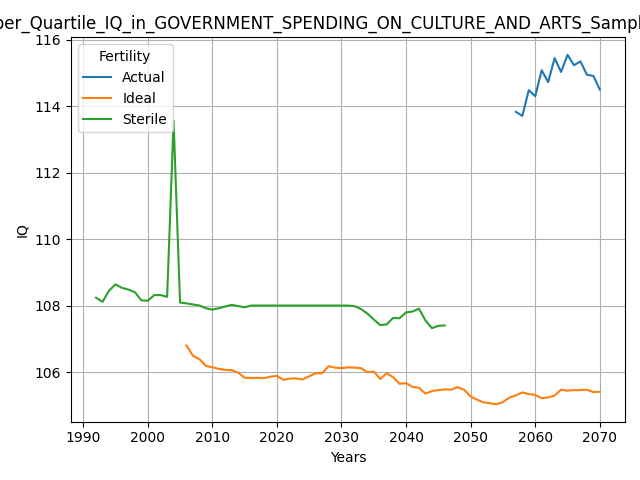 per_Quartile_IQ_in_GOVERNMENT_SPENDING_ON_CULTURE_AND_ARTS_Sampl
Fertility
Actual
Ideal
Sterile
116
114
112
110
108
106
IQ
1990 2000 2010 2020 2030 2040 2050 2060 2070
Years